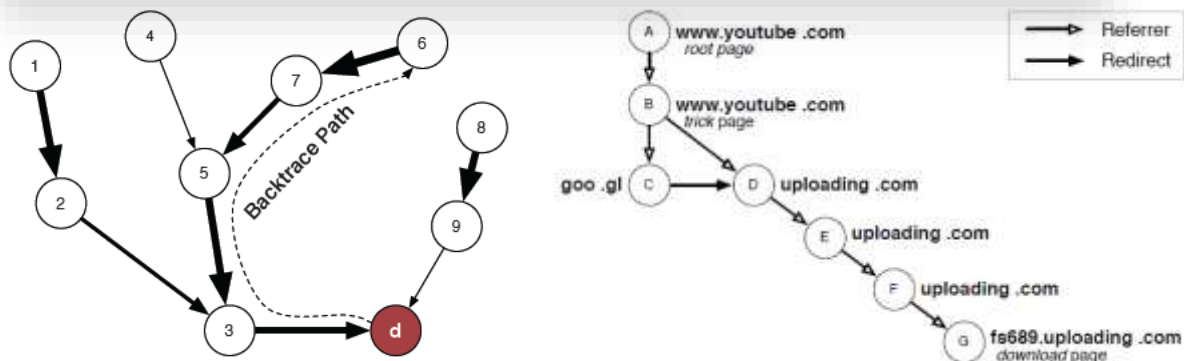 1
4
6
7
8
5
2
9
3
d
Backtrace Path
A www.youtube .com
root page
B www.youtube .com
trick page
goo .gl C
D uploading .com
E uploading .com
F uploading .com
G fs689.uploading .com
download page
Referrer
Redirect